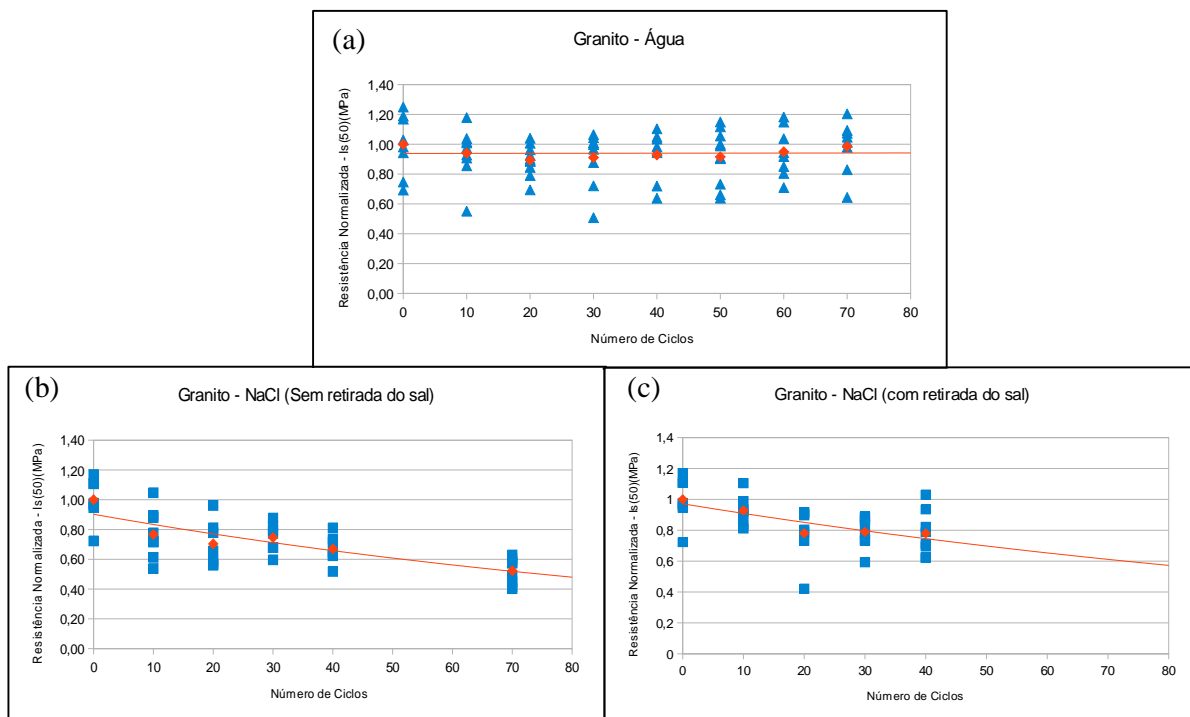 (a)
Granito - Água
Resistência Normalizada - Is(50)(MPa)
1,40
1,20
1,00
0,80
0,60
0,40
0,20
0,00
0 10 20 30 40 50 60 70 80
Número de Ciclos
(b)
Granito - NaCl (Sem retirada do sal)
Resistência Normalizada - Is(50)(MPa)
1,40
1,20
1,00
0,80
0,60
0,40
0,20
0,00
0 10 20 30 40 50 60 70 80
Número de Ciclos
(c)
Granito - NaCl (com retirada do sal)
Resistência Normalizada - Is(50)(MPa)
1,4
1,2
1
0,8
0,6
0,4
0,2
0
0 10 20 30 40 50 60 70 80
Número de Ciclos